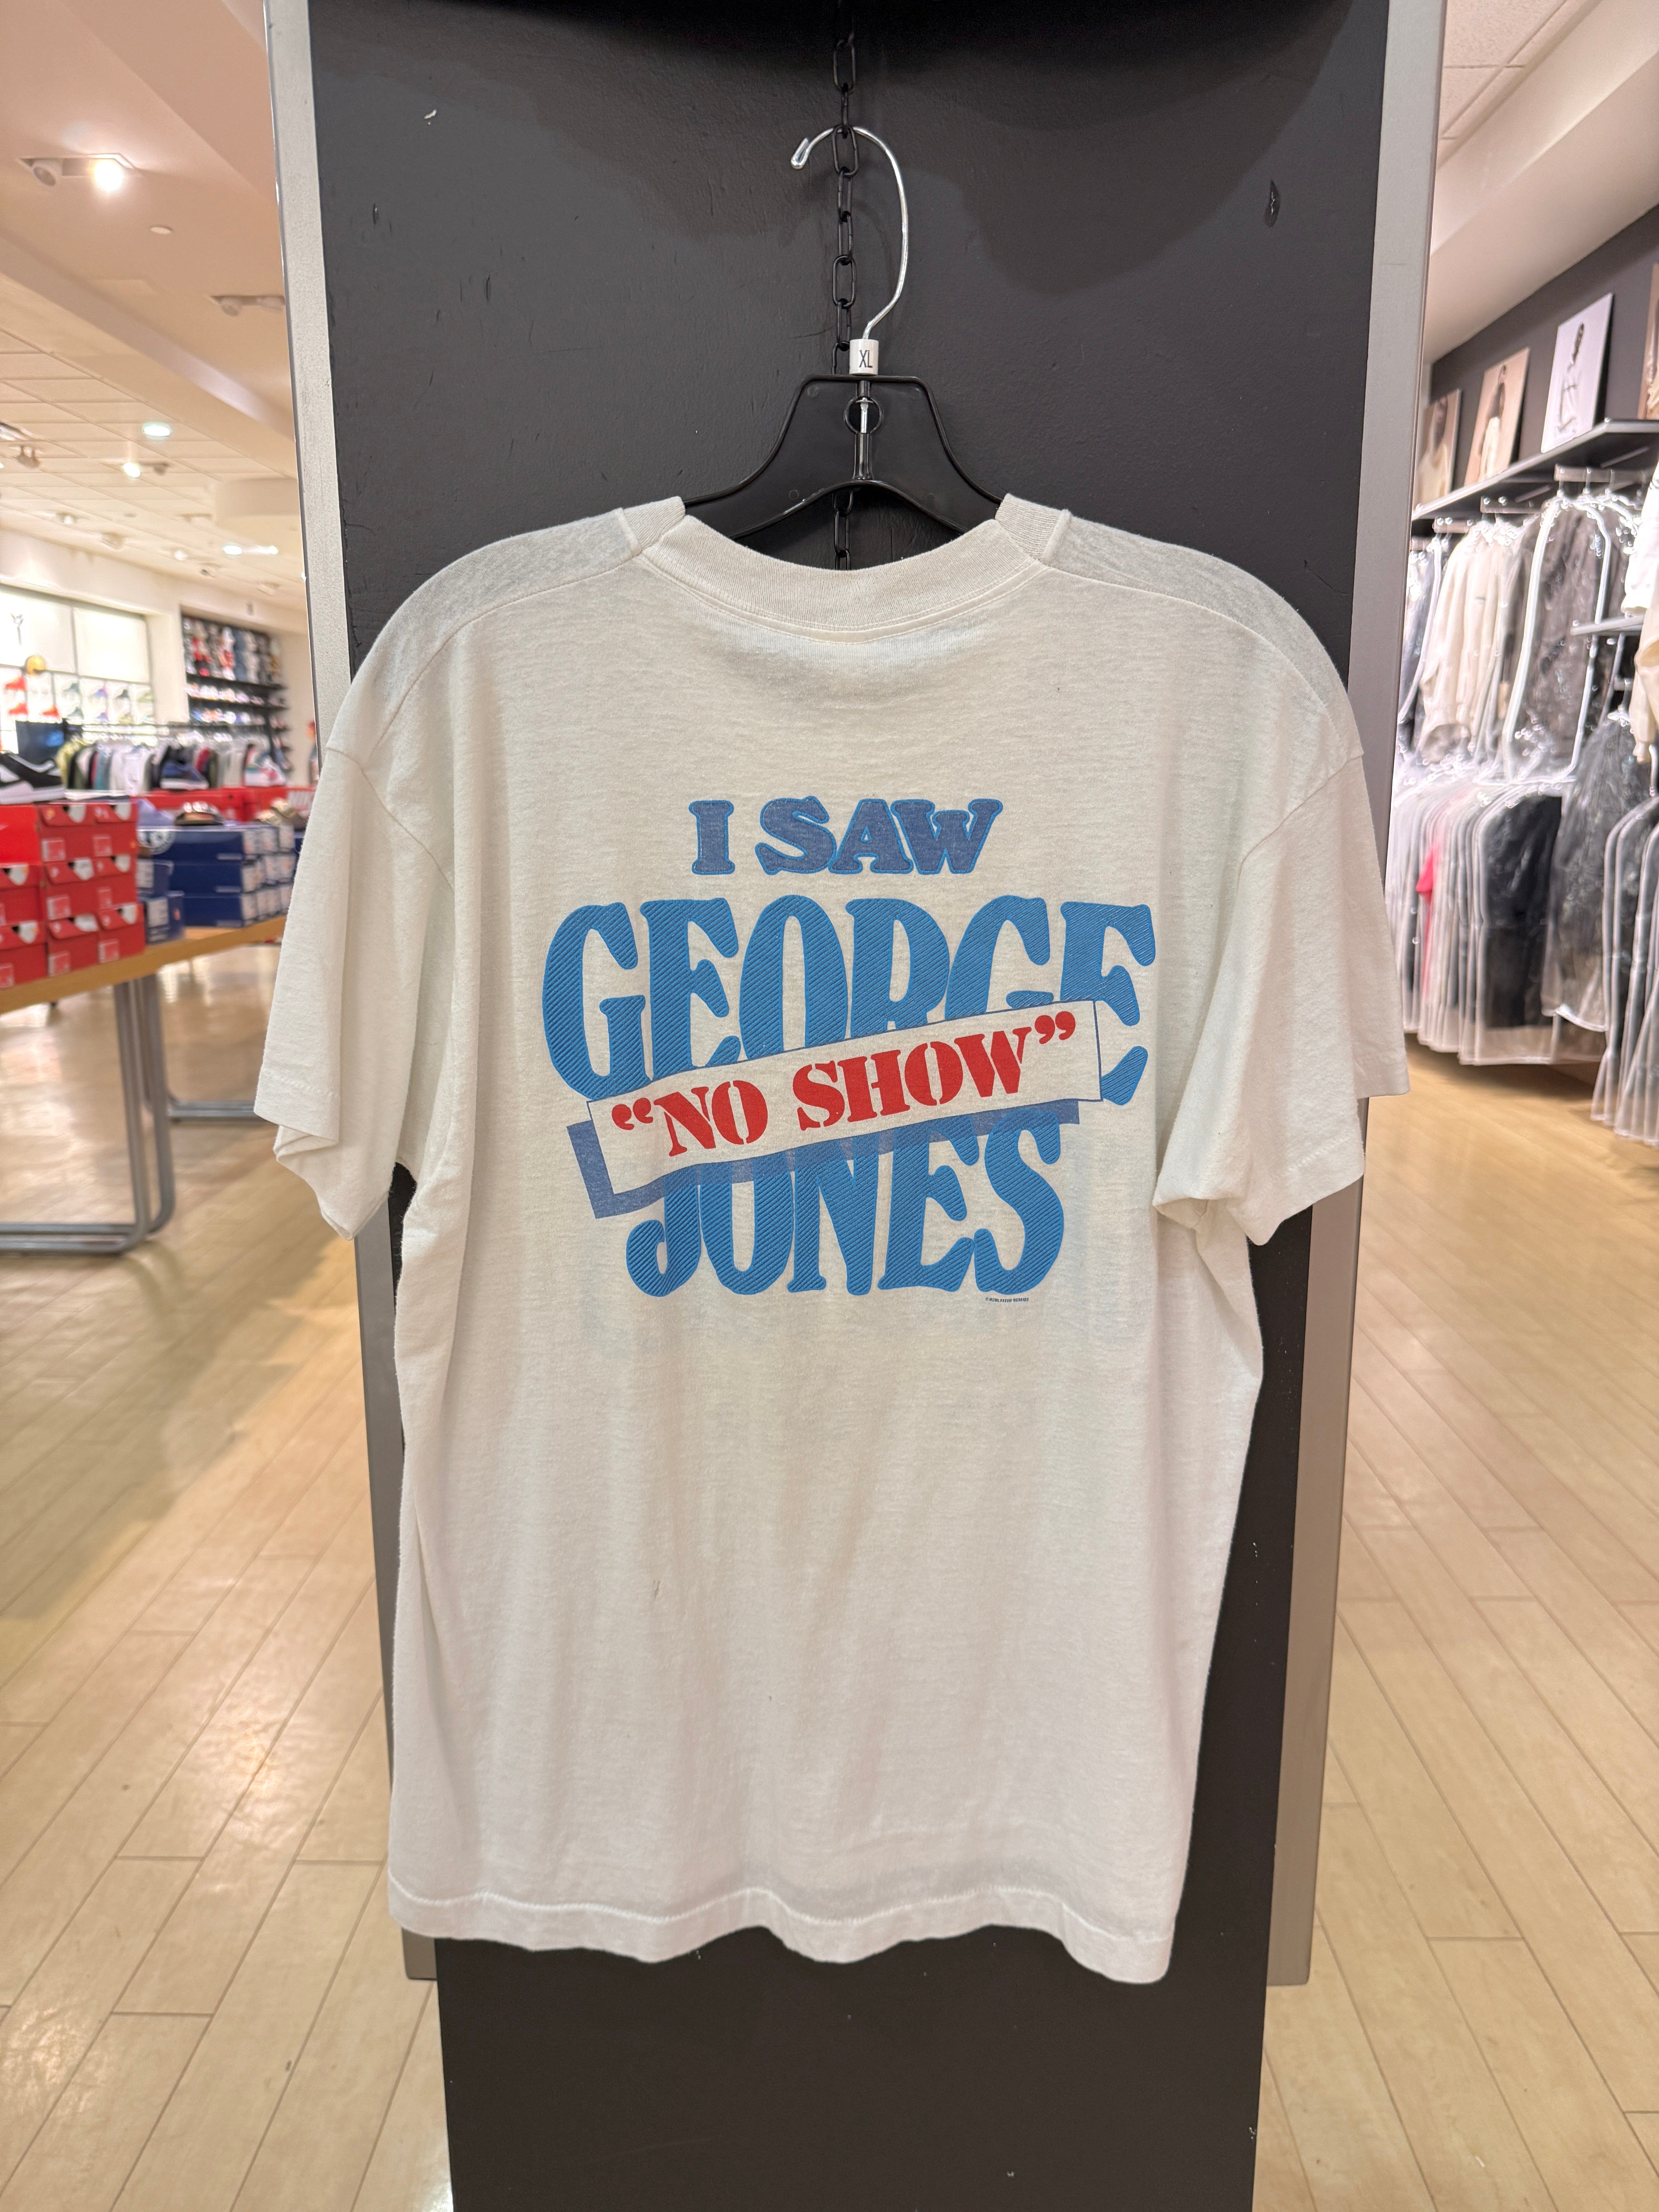 XL
I SAW
GEORGE
“NO SHOW”
JONES